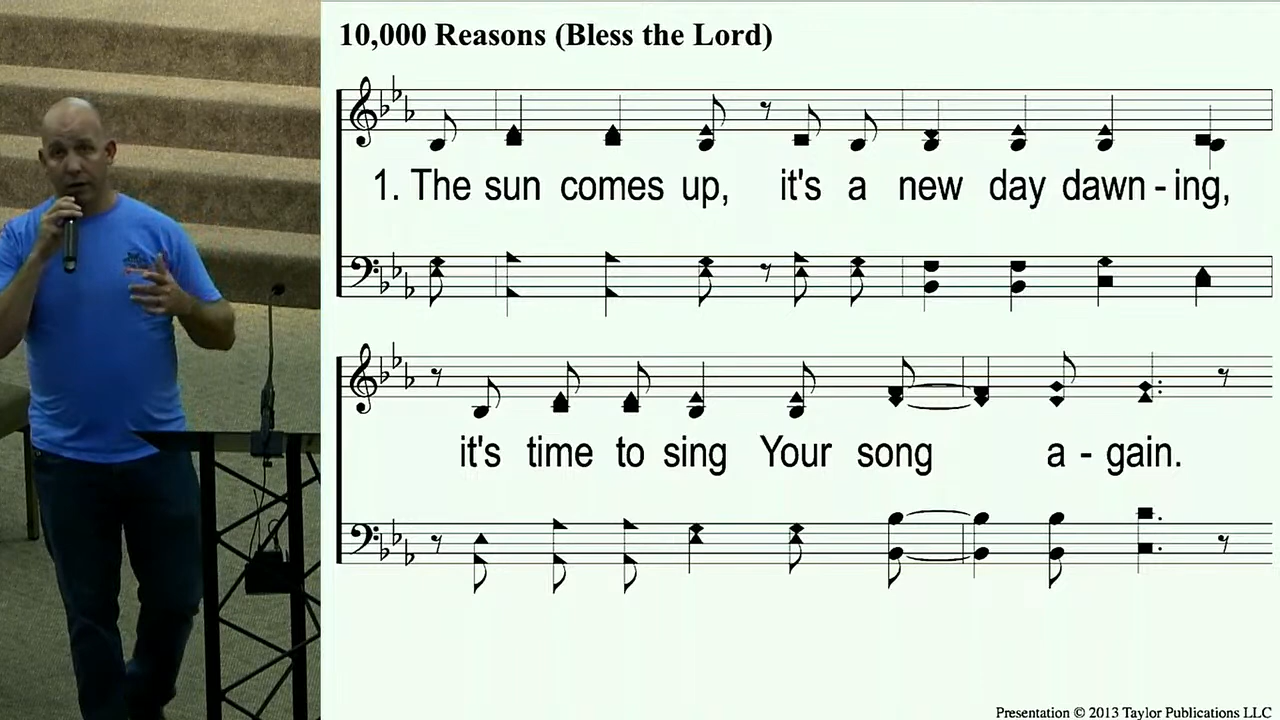 10,000 Reasons (Bless the Lord)
1. The sun comes up, it's a new day dawn - ing,
it's time to sing Your song a - gain.
Presentation © 2013 Taylor Publications LLC